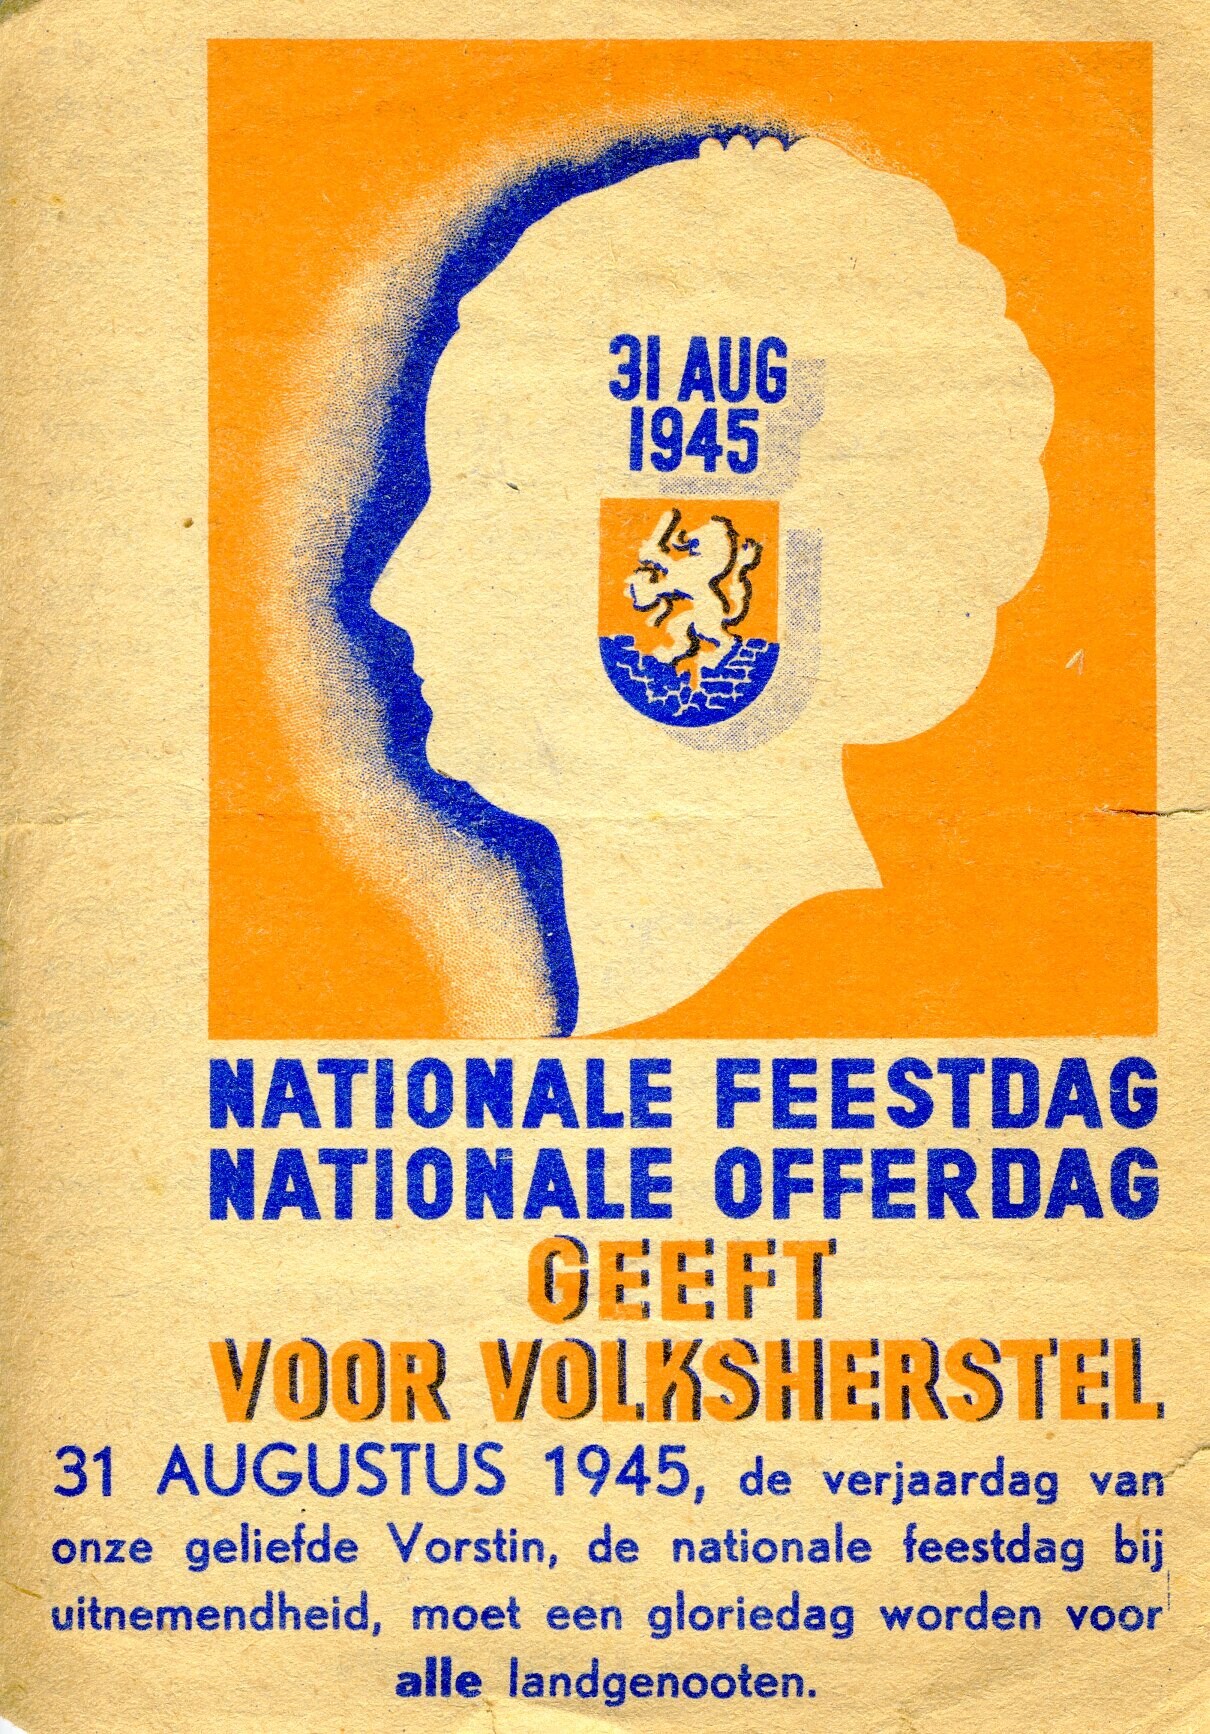 31 AUG
1945
NATIONALE FEESTDAG
NATIONALE OFFERDAG
GEEFT
VOOR VOLKSHERSTEL
31 AUGUSTUS 1945, de verjaardag van
onze geliefde Vorstin, de nationale feestdag bij
uitnemendheid, moet een gloriedag worden voor
alle landgenooten.